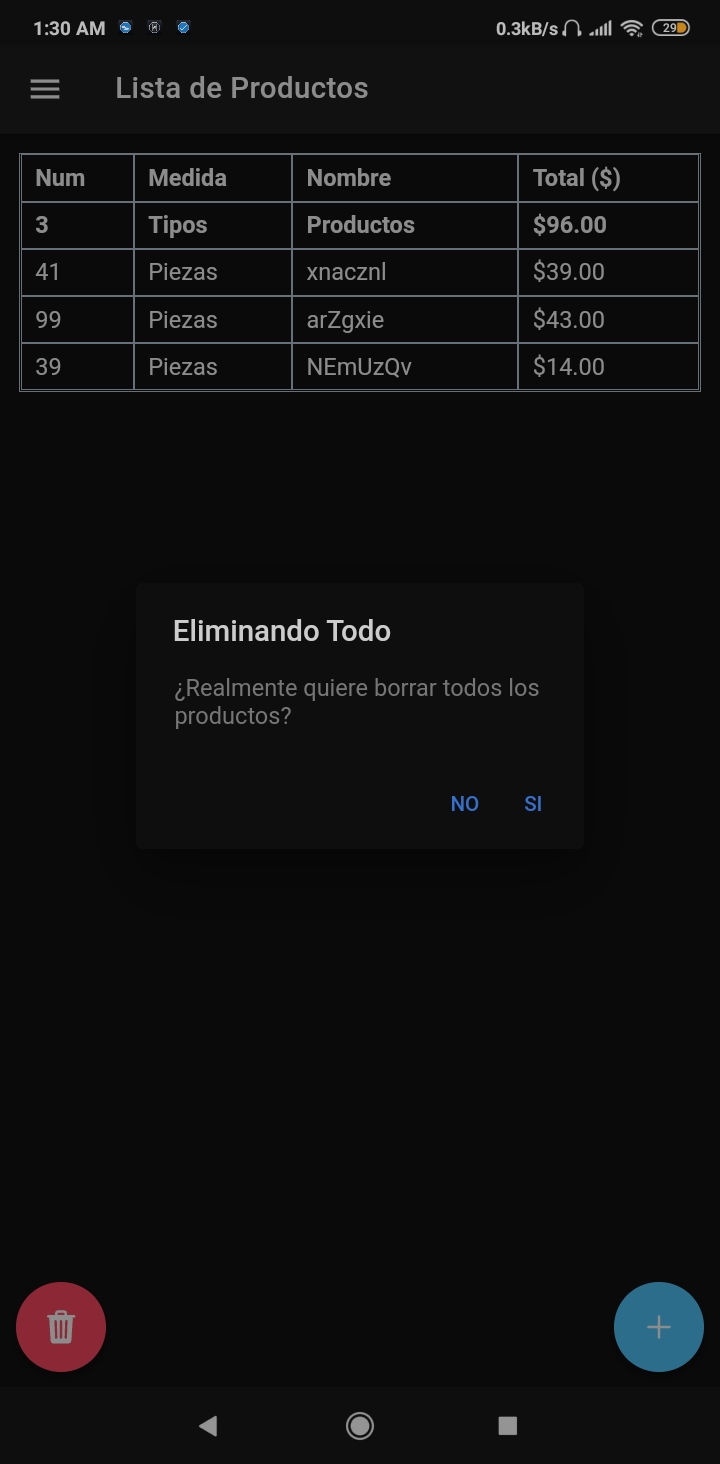 1:30 AM 0.3kB/s 29
Lista de Productos
Num Medida Nombre Total ($)
3 Tipos Productos $96.00
41 Piezas xnacznl $39.00
99 Piezas arZgxie $43.00
39 Piezas NEmUzQv $14.00
Eliminando Todo
¿Realmente quiere borrar todos los
productos?
NO SI